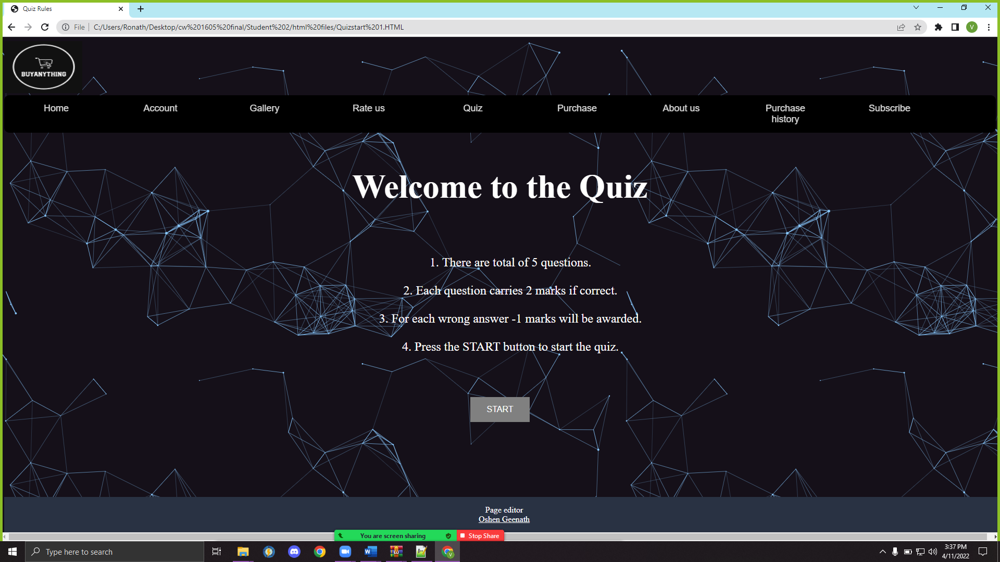 Quiz Rules
File
C:/Users/Ronath/Desktop/cw%201605%20final/Student%202/html%20files/Quizstart%201.HTML
V
BUYANYTHING
Home Account Gallery Rate us Quiz Purchase About us Purchase history Subscribe
Welcome to the Quiz
1. There are total of 5 questions.
2. Each question carries 2 marks if correct.
3. For each wrong answer -1 marks will be awarded.
4. Press the START button to start the quiz.
START
Page editor
Oshen Geenath
You are screen sharing Stop Share
Type here to search
3:37 PM
4/11/2022